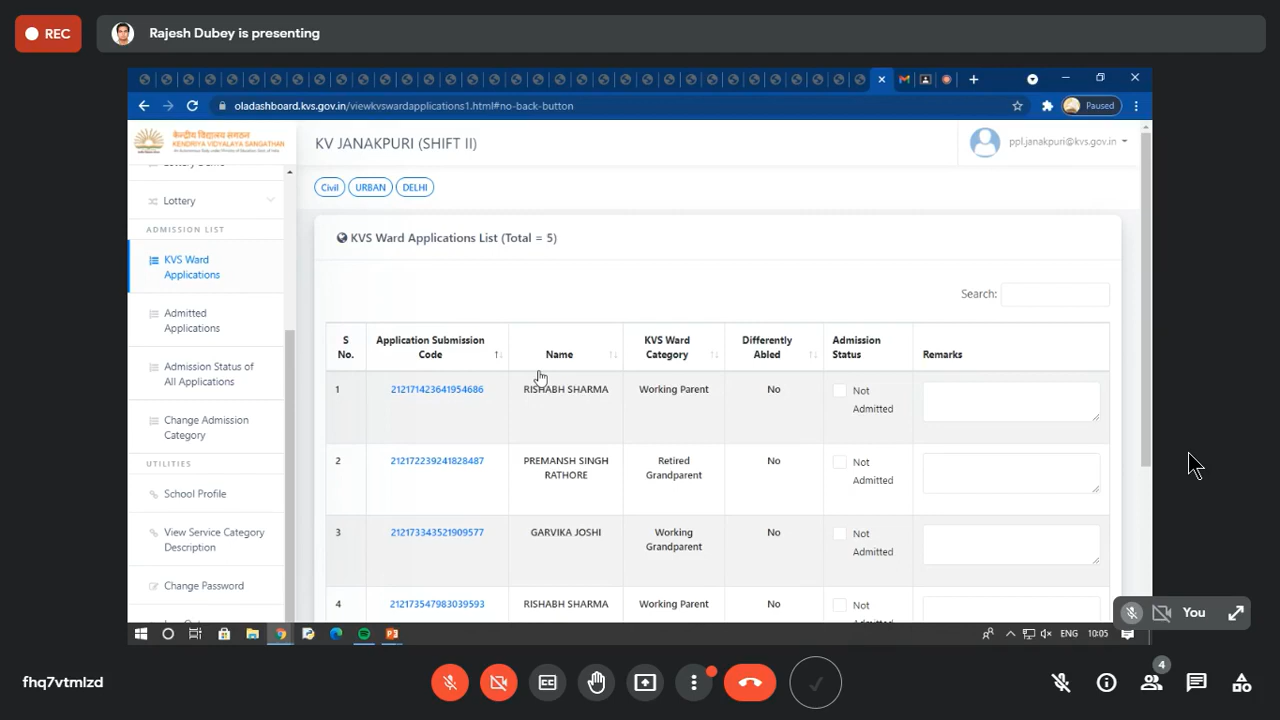 REC
Rajesh Dubey is presenting
oladashboard.kvs.gov.in/viewkvswardapplications1.html#no-back-button
Paused
केन्द्रीय विद्यालय संगठन
KENDRIYA VIDYALAYA SANGATHAN
KV JANAKPURI (SHIFT II)
ppl.janakpuri@kvs.gov.in
Civil URBAN DELHI
Lottery
ADMISSION LIST
KVS Ward
Applications
Admitted
Applications
Admission Status of
All Applications
Change Admission
Category
UTILITIES
School Profile
View Service Category
Description
Change Password
KVS Ward Applications List (Total = 5)
Search:
S No. Application Submission Code Name KVS Ward Category Differently Abled Admission Status Remarks
1 212171423641954686 RISHABH SHARMA Working Parent No Not Admitted
2 212172239241828487 PREMANSH SINGH RATHORE Retired Grandparent No Not Admitted
3 212173343521909577 GARVIKA JOSHI Working Grandparent No Not Admitted
4 212173547983039593 RISHABH SHARMA Working Parent No Not
You
ENG 10:05
fhq7vtmlzd
CC
4